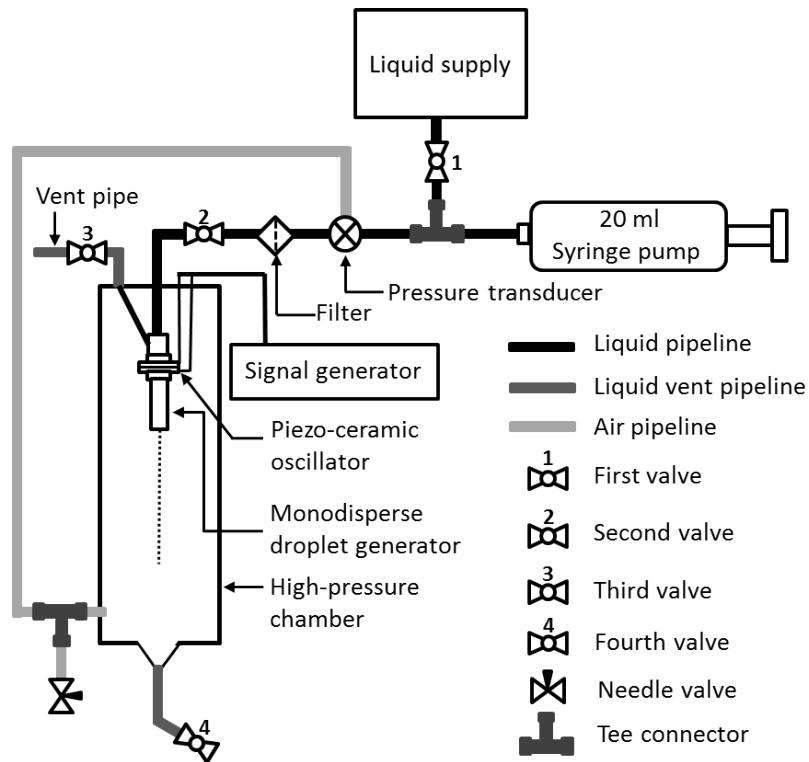 Liquid supply
1
Vent pipe
3
2
20 ml
Syringe pump
Pressure transducer
Filter
Signal generator
Piezo-ceramic
oscillator
Monodisperse
droplet generator
High-pressure
chamber
4
Liquid pipeline
Liquid vent pipeline
Air pipeline
1
First valve
2
Second valve
3
Third valve
4
Fourth valve
Needle valve
Tee connector